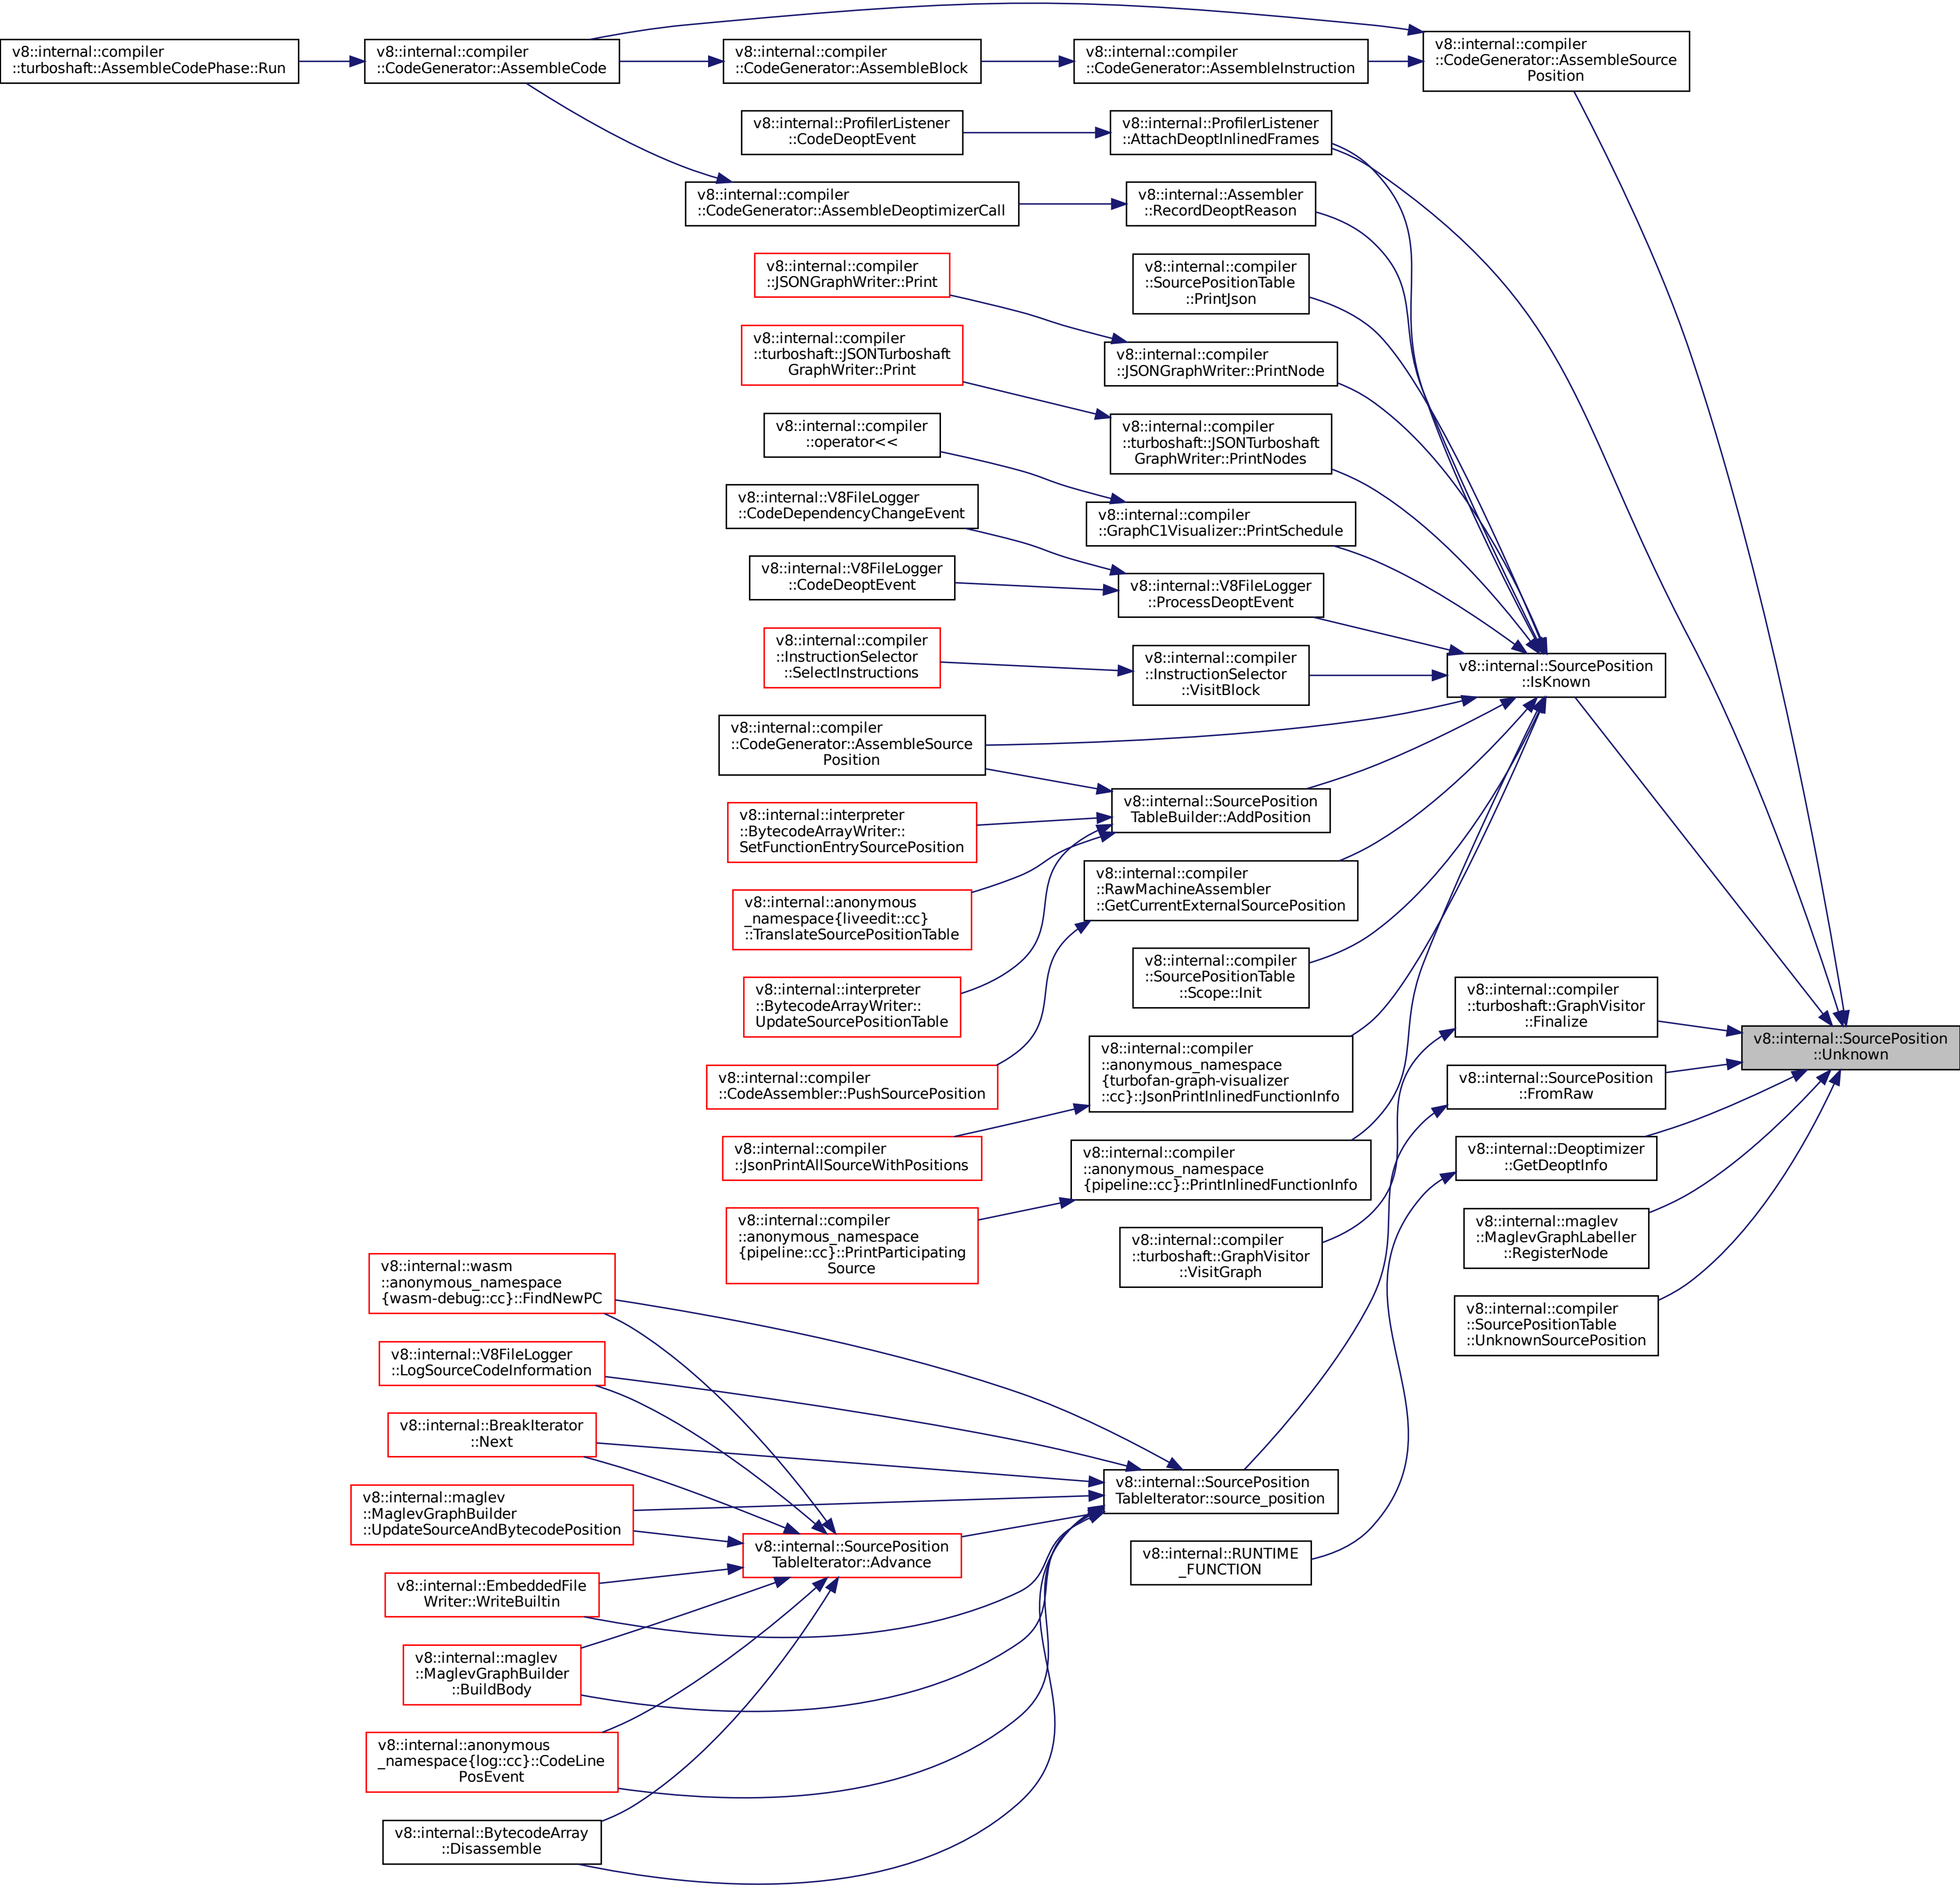 v8::internal::compiler
::turboshaft::AssembleCodePhase::Run
v8::internal::compiler
::CodeGenerator::AssembleCode
v8::internal::compiler
::CodeGenerator::AssembleBlock
v8::internal::compiler
::CodeGenerator::AssembleInstruction
v8::internal::compiler
::CodeGenerator::AssembleSource
Position
v8::internal::ProfilerListener
::CodeDeoptEvent
v8::internal::ProfilerListener
::AttachDeoptInlinedFrames
v8::internal::compiler
::CodeGenerator::AssembleDeoptimizerCall
v8::internal::Assembler
::RecordDeoptReason
v8::internal::compiler
::JSONGraphWriter::Print
v8::internal::compiler
::SourcePositionTable
::PrintJson
v8::internal::compiler
::turboshaft::JSONTurboshaft
GraphWriter::Print
v8::internal::compiler
::JSONGraphWriter::PrintNode
v8::internal::compiler
::operator<<
v8::internal::compiler
::turboshaft::JSONTurboshaft
GraphWriter::PrintNodes
v8::internal::V8FileLogger
::CodeDependencyChangeEvent
v8::internal::compiler
::GraphC1Visualizer::PrintSchedule
v8::internal::V8FileLogger
::CodeDeoptEvent
v8::internal::V8FileLogger
::ProcessDeoptEvent
v8::internal::compiler
::InstructionSelector
::SelectInstructions
v8::internal::compiler
::InstructionSelector
::VisitBlock
v8::internal::SourcePosition
::IsKnown
v8::internal::compiler
::CodeGenerator::AssembleSource
Position
v8::internal::SourcePosition
TableBuilder::AddPosition
v8::internal::interpreter
::BytecodeArrayWriter::
SetFunctionEntrySourcePosition
v8::internal::compiler
::RawMachineAssembler
::GetCurrentExternalSourcePosition
v8::internal::anonymous
_namespace{liveedit::cc}
::TranslateSourcePositionTable
v8::internal::compiler
::SourcePositionTable
::Scope::Init
v8::internal::interpreter
::BytecodeArrayWriter::
UpdateSourcePositionTable
v8::internal::compiler
::turboshaft::GraphVisitor
::Finalize
v8::internal::SourcePosition
::Unknown
v8::internal::compiler
::CodeAssembler::PushSourcePosition
v8::internal::compiler
::anonymous_namespace
{turbofan-graph-visualizer
::cc}::JsonPrintInlinedFunctionInfo
v8::internal::SourcePosition
::FromRaw
v8::internal::compiler
::JsonPrintAllSourceWithPositions
v8::internal::compiler
::anonymous_namespace
{pipeline::cc}::PrintInlinedFunctionInfo
v8::internal::Deoptimizer
::GetDeoptInfo
v8::internal::compiler
::anonymous_namespace
{pipeline::cc}::PrintParticipating
Source
v8::internal::compiler
::turboshaft::GraphVisitor
::VisitGraph
v8::internal::maglev
::MaglevGraphLabeller
::RegisterNode
v8::internal::wasm
::anonymous_namespace
{wasm-debug::cc}::FindNewPC
v8::internal::compiler
::SourcePositionTable
::UnknownSourcePosition
v8::internal::V8FileLogger
::LogSourceCodeInformation
v8::internal::BreakIterator
::Next
v8::internal::maglev
::MaglevGraphBuilder
::UpdateSourceAndBytecodePosition
v8::internal::SourcePosition
TableIterator::source_position
v8::internal::SourcePosition
TableIterator::Advance
v8::internal::RUNTIME
_FUNCTION
v8::internal::EmbeddedFile
Writer::WriteBuiltin
v8::internal::maglev
::MaglevGraphBuilder
::BuildBody
v8::internal::anonymous
_namespace{log::cc}::CodeLine
PosEvent
v8::internal::BytecodeArray
::Disassemble